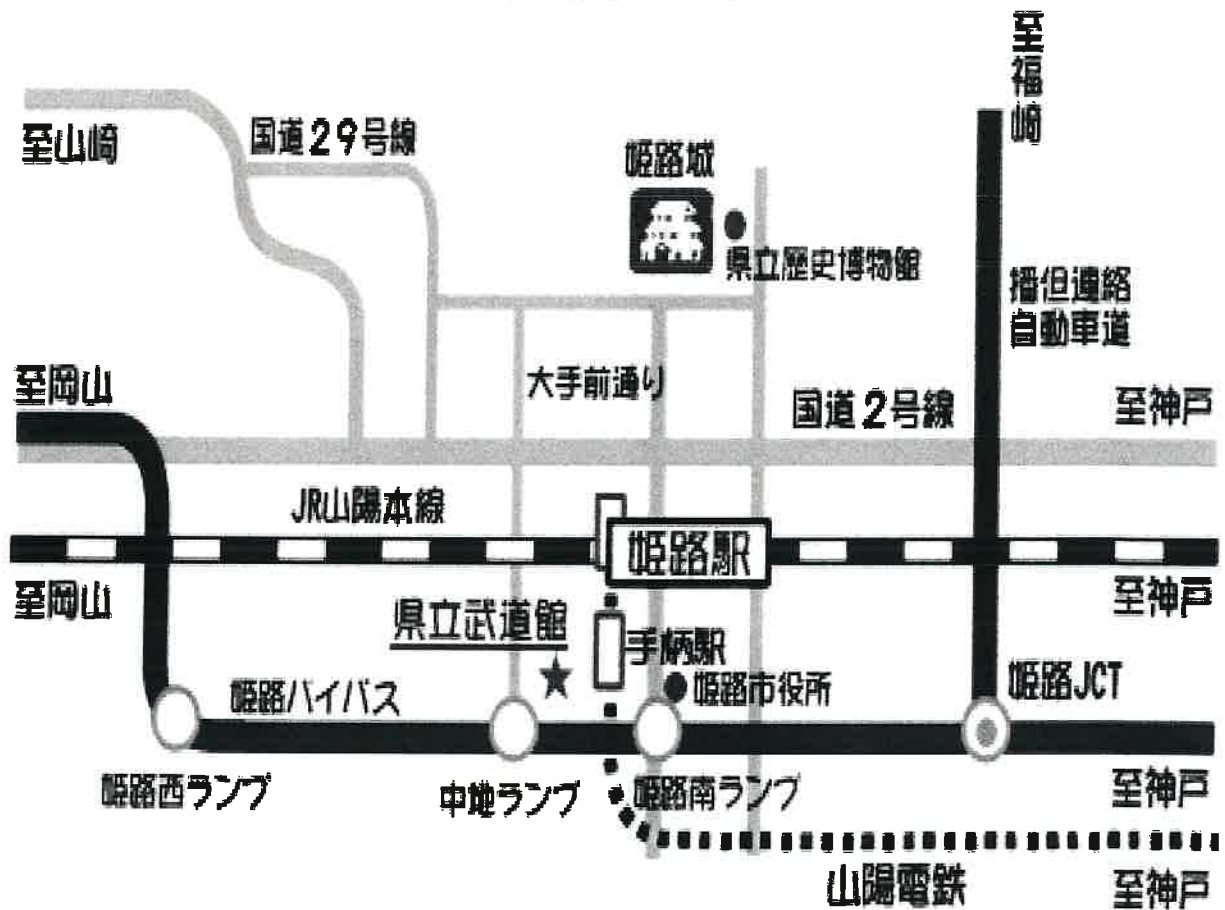 至福崎
至山崎
国道29号線
姫路城
県立歴史博物館
播但連絡
自動車道
至岡山
大手前通り
国道2号線
至神戸
JR山陽本線
姫路駅
至岡山
至神戸
県立武道館
手柄駅
姫路バイパス
姫路市役所
姫路JCT
姫路西ランプ
中地ランプ
姫路南ランプ
至神戸
山陽電鉄
至神戸